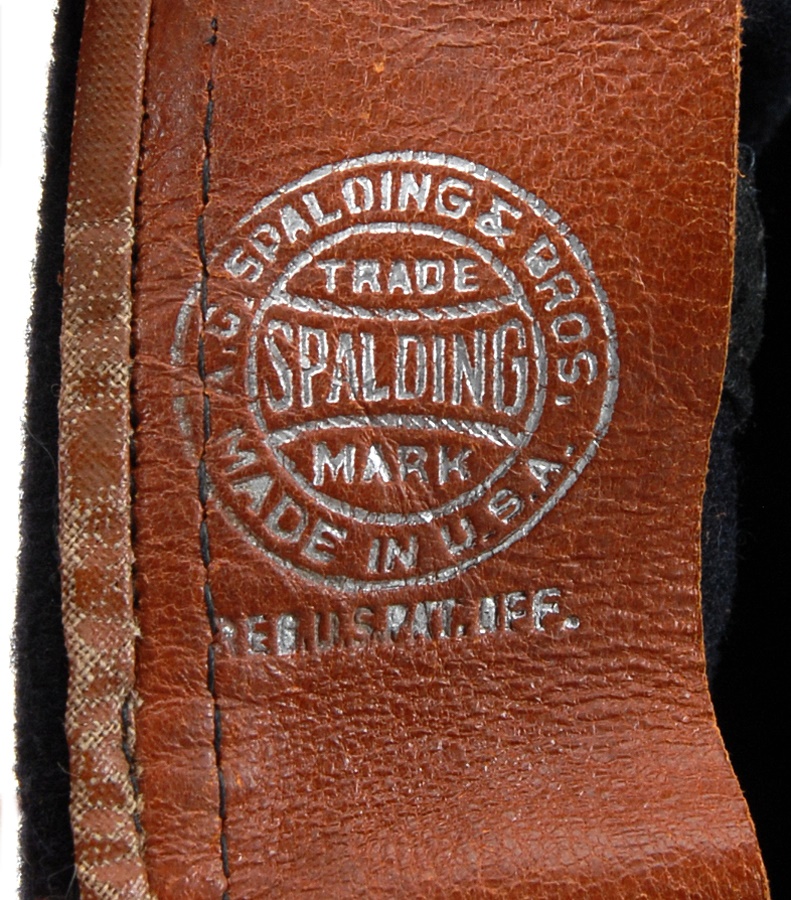 A.G. SPALDING & BROS.,
TRADE
SPALDING
MARK
MADE IN U.S.A.
REG.U.S.PAT.OFF.